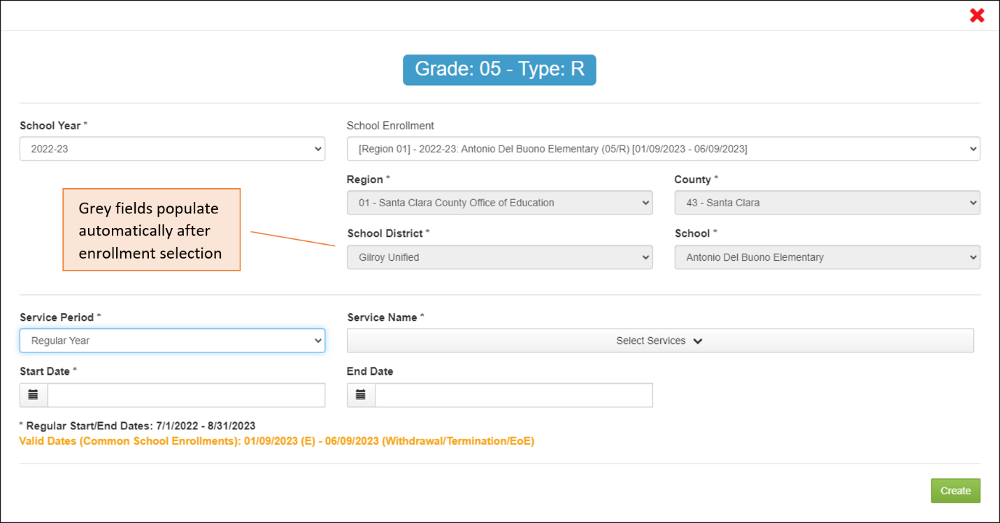 Grade: 05 - Type: R
School Year *
School Enrollment
2022-23
[Region 01] - 2022-23: Antonio Del Buono Elementary (05/R) [01/09/2023 - 06/09/2023]
Region *
County *
01 - Santa Clara County Office of Education
43 - Santa Clara
Grey fields populate
automatically after
enrollment selection
School District *
School *
Gilroy Unified
Antonio Del Buono Elementary
Service Period *
Service Name *
Regular Year
Select Services
Start Date *
End Date
* Regular Start/End Dates: 7/1/2022 - 8/31/2023
Valid Dates (Common School Enrollments): 01/09/2023 (E) - 06/09/2023 (Withdrawal/Termination/EoE)
Create